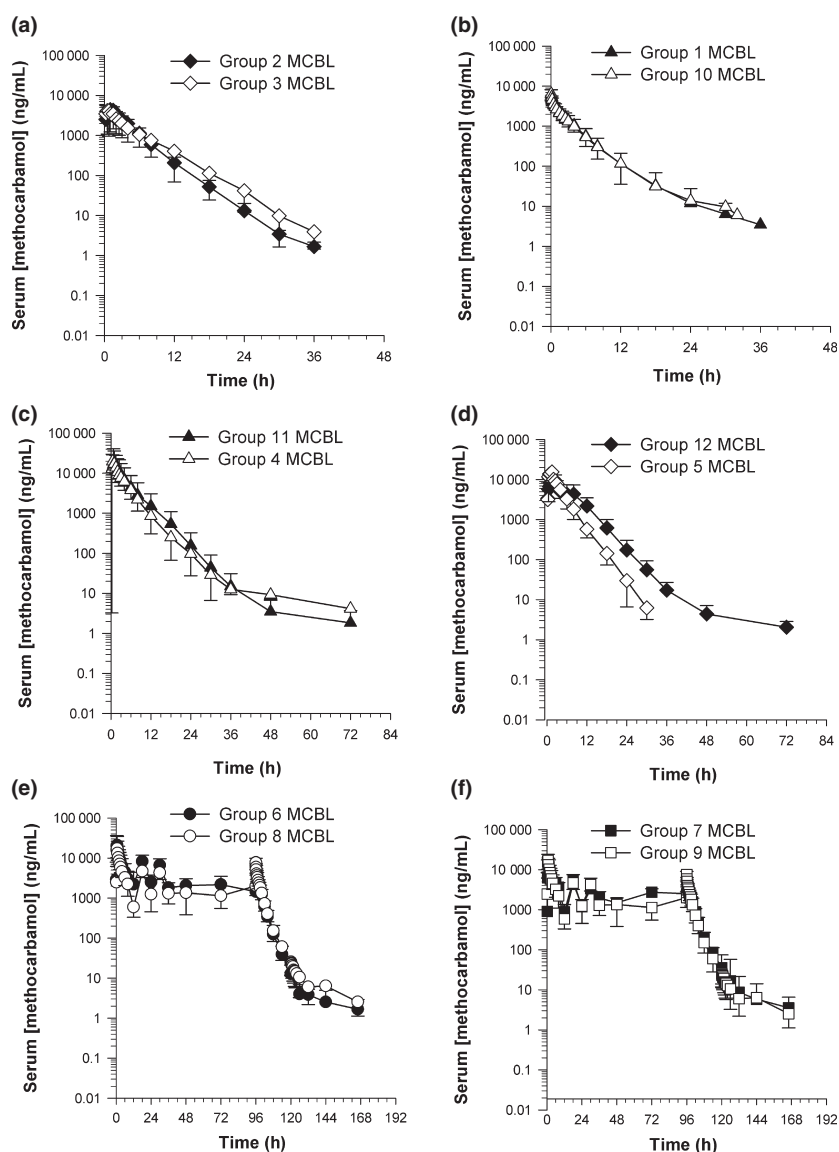 (a)
Group 2 MCBL
Group 3 MCBL
100 000
10 000
1000
100
10
1
0.1
0.01
Serum [methocarbamol] (ng/mL)
0 12 24 36 48
Time (h)
(b)
Group 1 MCBL
Group 10 MCBL
100 000
10 000
1000
100
10
1
0.1
0.01
Serum [methocarbamol] (ng/mL)
0 12 24 36 48
Time (h)
(c)
Group 11 MCBL
Group 4 MCBL
100 000
10 000
1000
100
10
1
0.1
0.01
Serum [methocarbamol] (ng/mL)
0 12 24 36 48 60 72 84
Time (h)
(d)
Group 12 MCBL
Group 5 MCBL
100 000
10 000
1000
100
10
1
0.1
0.01
Serum [methocarbamol] (ng/mL)
0 12 24 36 48 60 72 84
Time (h)
(e)
Group 6 MCBL
Group 8 MCBL
100 000
10 000
1000
100
10
1
0.1
0.01
Serum [methocarbamol] (ng/mL)
0 24 48 72 96 120 144 168 192
Time (h)
(f)
Group 7 MCBL
Group 9 MCBL
100 000
10 000
1000
100
10
1
0.1
0.01
Serum [methocarbamol] (ng/mL)
0 24 48 72 96 120 144 168 192
Time (h)